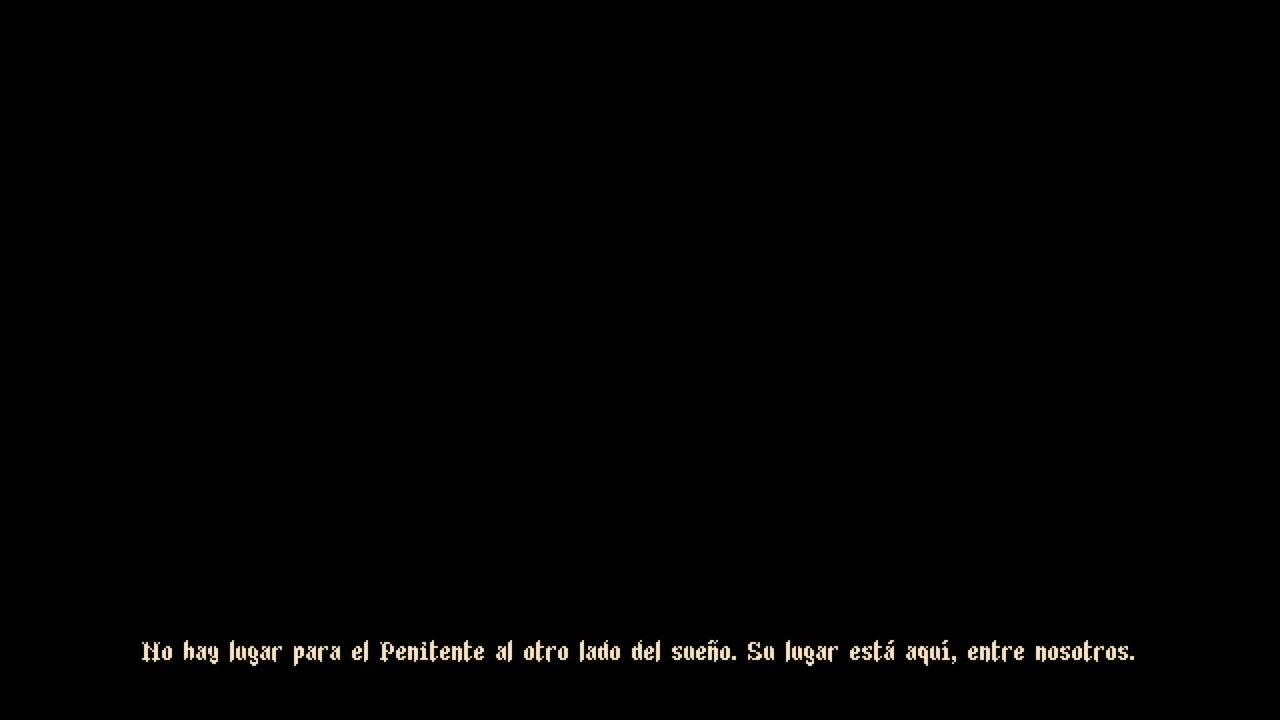 No hay lugar para el Penitente al otro lado del sueño. Su lugar está aquí, entre nosotros.